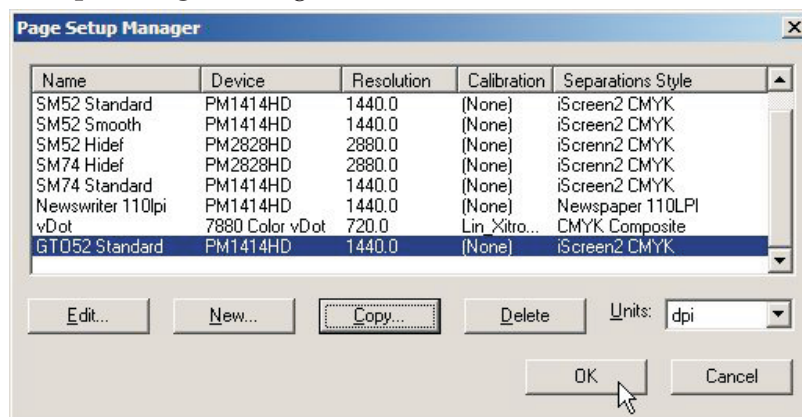 Page Setup Manager
Name Device Resolution Calibration Separations Style
SM52 Standard PM1414HD 1440.0 (None) iScreen2 CMYK
SM52 Smooth PM1414HD 1440.0 (None) iScreen2 CMYK
SM52 Hidef PM2828HD 2880.0 (None) iScrenn2 CMYK
SM74 Hidef PM2828HD 2880.0 (None) iScrenn2 CMYK
SM74 Standard PM1414HD 1440.0 (None) iScreen2 CMYK
Newswriter 110lpi PM1414HD 1440.0 (None) Newspaper 110LPI
vDot 7880 Color vDot 720.0 Lin_Xitro... CMYK Composite
GTO52 Standard PM1414HD 1440.0 (None) iScreen2 CMYK
Edit... New... Copy... Delete Units: dpi
OK Cancel